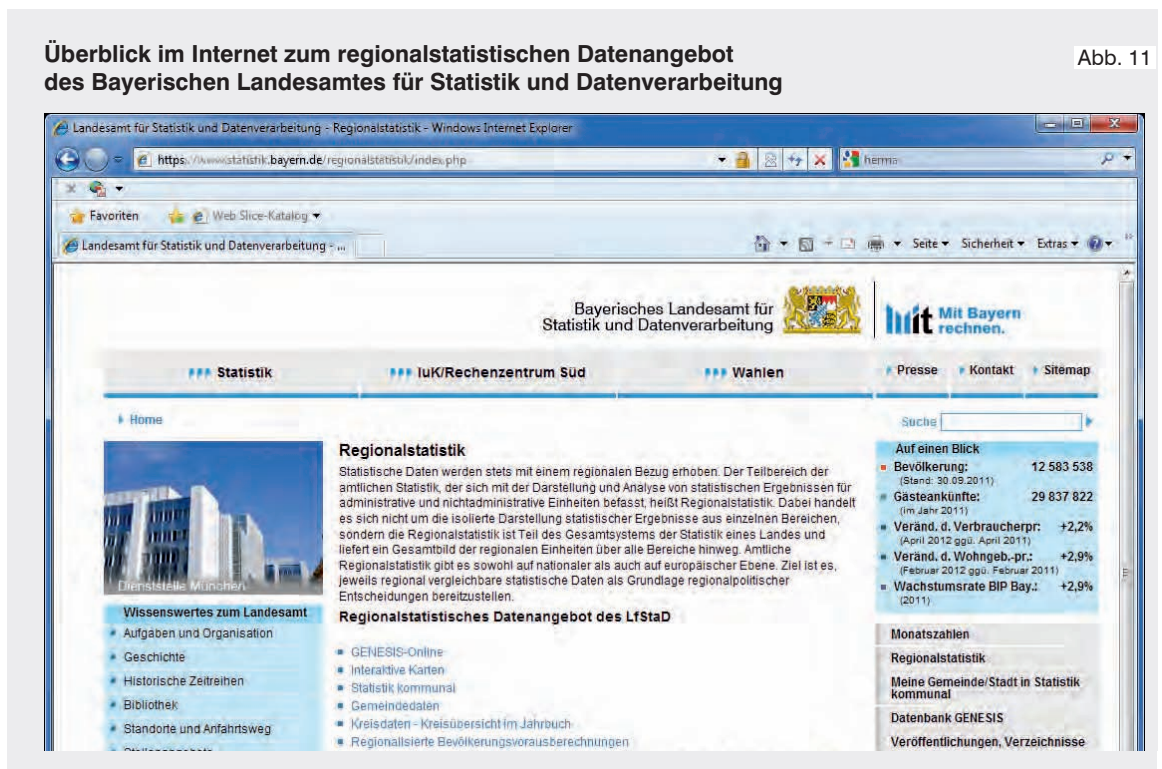 Überblick im Internet zum regionalstatistischen Datenangebot
des Bayerischen Landesamtes für Statistik und Datenverarbeitung
Abb. 11
Landesamt für Statistik und Datenverarbeitung - Regionalstatistik - Windows Internet Explorer
https://www.statistik.bayern.de/regionalstatistik/index.php
herma
Favoriten
Web Slice-Katalog
Landesamt für Statistik und Datenverarbeitung - ...
Seite
Sicherheit
Extras
Bayerisches Landesamt für
Statistik und Datenverarbeitung
Mit Bayern
rechnen.
Statistik
IuK/Rechenzentrum Süd
Wahlen
Presse
Kontakt
Sitemap
Home
Suche
Dienststelle München
Wissenswertes zum Landesamt
Aufgaben und Organisation
Geschichte
Historische Zeitreihen
Bibliothek
Standorte und Anfahrtsweg
Regionalstatistik
Statistische Daten werden stets mit einem regionalen Bezug erhoben. Der Teilbereich der
amtlichen Statistik, der sich mit der Darstellung und Analyse von statistischen Ergebnissen für
administrative und nichtadministrative Einheiten befasst, heißt Regionalstatistik. Dabei handelt
es sich nicht um die isolierte Darstellung statistischer Ergebnisse aus einzelnen Bereichen,
sondern die Regionalstatistik ist Teil des Gesamtsystems der Statistik eines Landes und
liefert ein Gesamtbild der regionalen Einheiten über alle Bereiche hinweg. Amtliche
Regionalstatistik gibt es sowohl auf nationaler als auch auf europäischer Ebene. Ziel ist es,
jeweils regional vergleichbare statistische Daten als Grundlage regionalpolitischer
Entscheidungen bereitzustellen.
Regionalstatistisches Datenangebot des LfStaD
GENESIS-Online
Interaktive Karten
Statistik kommunal
Gemeindedaten
Kreisdaten - Kreisübersicht im Jahrbuch
Regionalisierte Bevölkerungsvorausberechnungen
Auf einen Blick
Bevölkerung: 12 583 538
(Stand: 30.09.2011)
Gästeankünfte: 29 837 822
(im Jahr 2011)
Veränd. d. Verbraucherpr: +2,2%
(April 2012 ggü. April 2011)
Veränd. d. Wohngeb.-pr.: +2,9%
(Februar 2012 ggü. Februar 2011)
Wachstumsrate BIP Bay.: +2,9%
(2011)
Monatszahlen
Regionalstatistik
Meine Gemeinde/Stadt in Statistik
kommunal
Datenbank GENESIS
Veröffentlichungen, Verzeichnisse